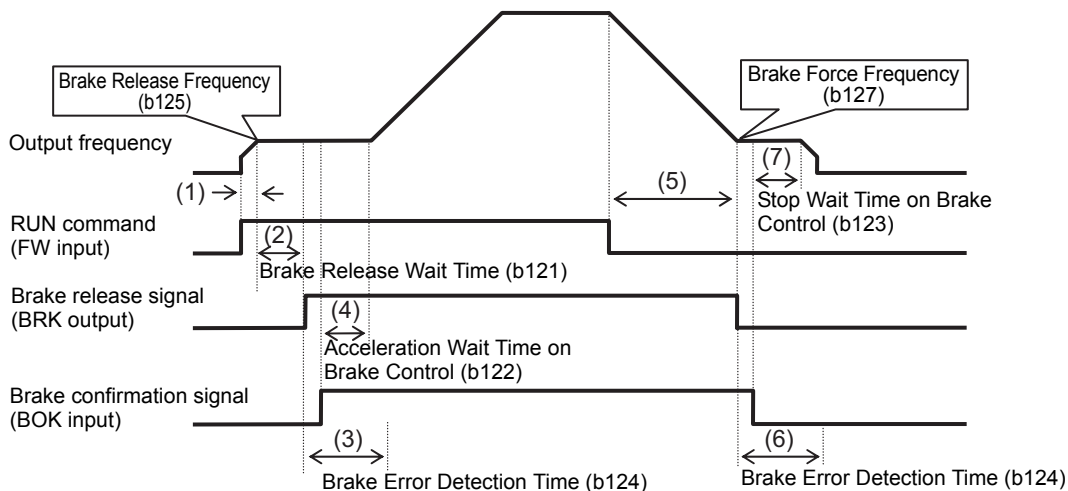 Brake Release Frequency
(b125)
Brake Force Frequency
(b127)
Output frequency
(1)
(5)
(7)
Stop Wait Time on Brake
Control (b123)
RUN command
(FW input)
(2)
Brake Release Wait Time (b121)
Brake release signal
(BRK output)
(4)
Acceleration Wait Time on
Brake Control (b122)
Brake confirmation signal
(BOK input)
(3)
Brake Error Detection Time (b124)
(6)
Brake Error Detection Time (b124)